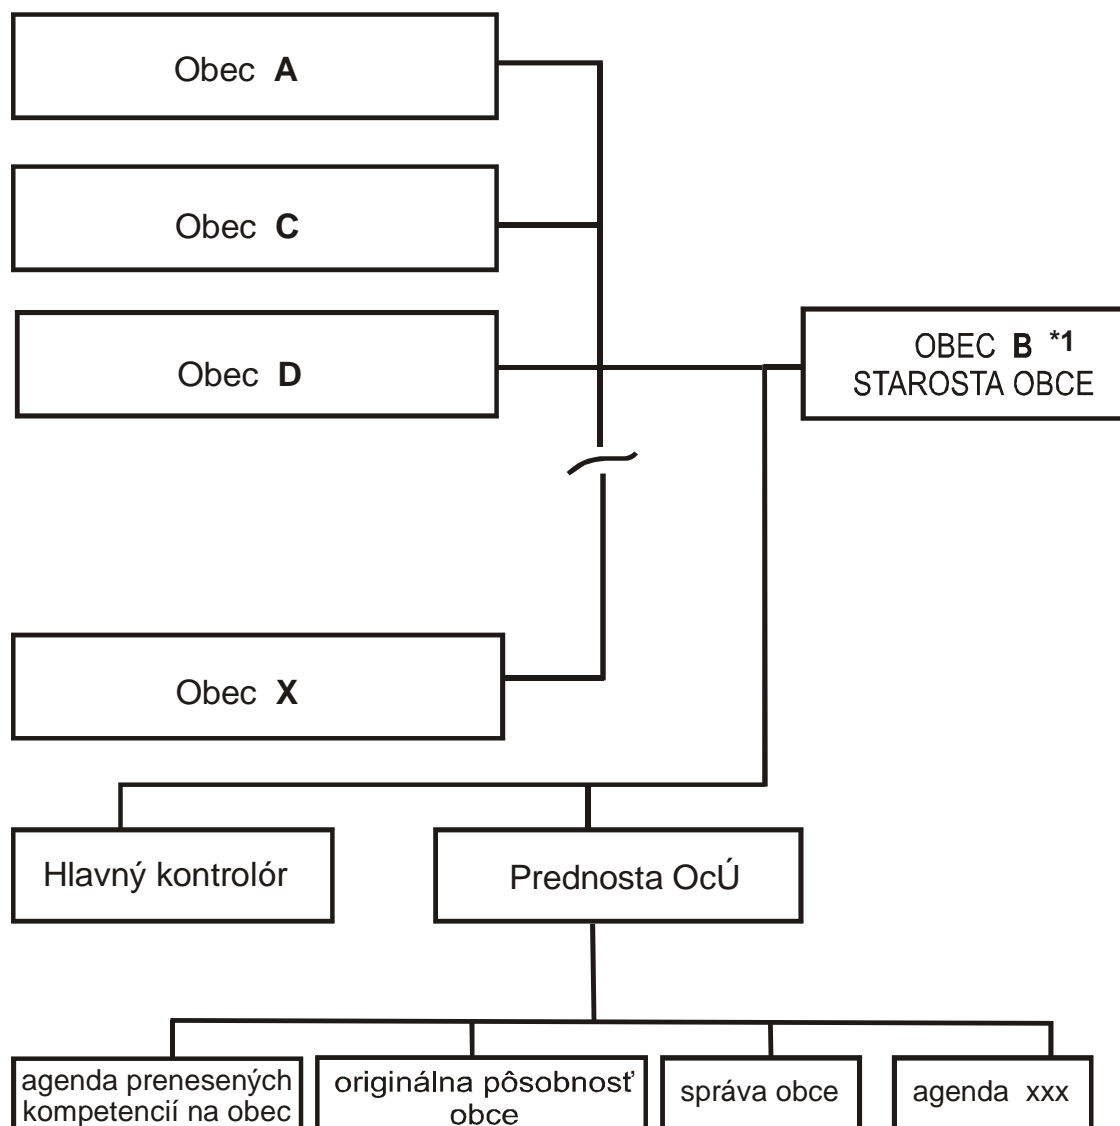 Obec A
Obec C
Obec D
OBEC B *1
STAROSTA OBCE
Obec X
Hlavný kontrolór
Prednosta OcÚ
agenda prenesených
kompetencií na obec
originálna pôsobnosť
obce
správa obce
agenda xxx